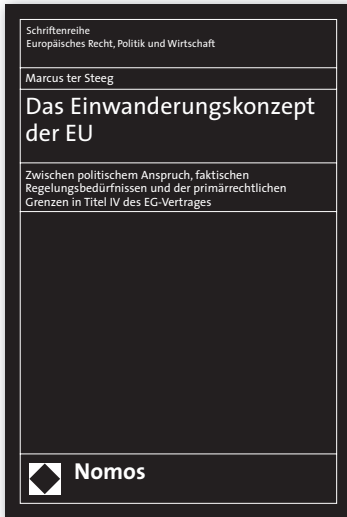 Schriftenreihe
Europäisches Recht, Politik und Wirtschaft
Marcus ter Steeg
Das Einwanderungskonzept
der EU
Zwischen politischem Anspruch, faktischen
Regelungsbedürfnissen und der primärrechtlichen
Grenzen in Titel IV des EG-Vertrages
Nomos